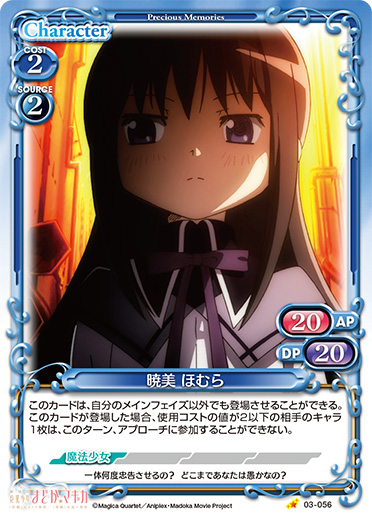 Precious Memories
Character
COST
2
SOURCE
2
20 AP
DP 20
暁美 ほむら
このカードは、自分のメインフェイズ以外でも登場させることができる。
このカードが登場した場合、使用コストの値が2以下の相手のキャラ
1枚は、このターン、アプローチに参加することができない。
魔法少女
一体何度忠告させるの? どこまであなたは愚かなの?
まどか☆マギカ
03-056
©Magica Quartet／Aniplex・Madoka Movie Project